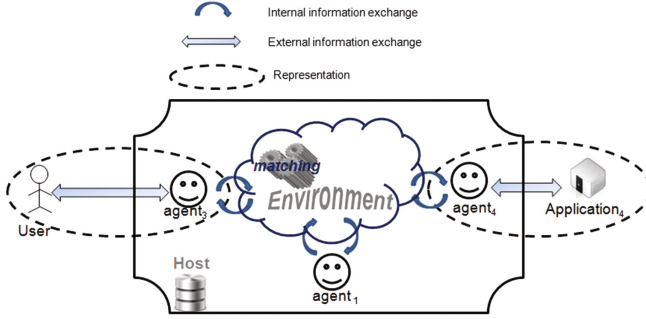 Internal information exchange
External information exchange
Representation
matching
Environment
User
agent3
agent4
Application4
Host
agent1